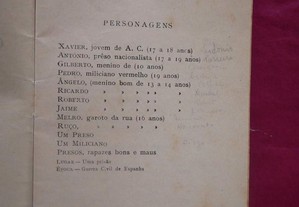 PERSONAGENS
XAVIER, jovem de A. C. (17 a 18 anos)
ANTONIO, prêso nacionalista (17 a 19 anos)
GILBERTO, menino de (10 anos)
PEDRO, miliciano vermelho (19 anos)
ÂNGELO, (menino bom de 13 a 14 anos)
RICARDO » » » »
ROBERTO » » » »
JAIME » » » »
MELRO, garoto da rua (16 anos)
RUÇO, » » » »
UM PRESO
UM MILICIANO
PRESOS, rapazes bons e maus
LUGAR — Uma prisão
EPOCA — Guerra Civil de Espanha